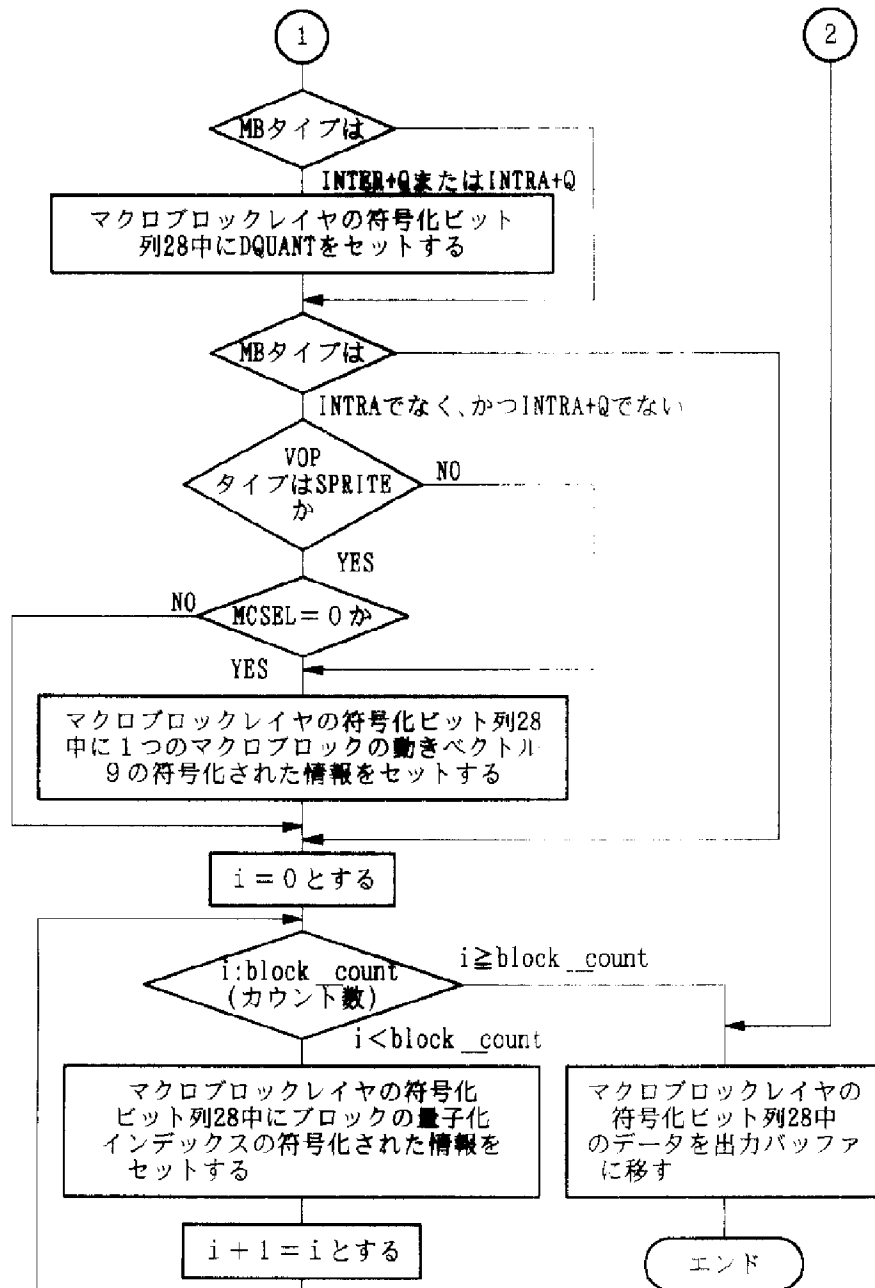 1
2
MBタイプは
INTER+QまたはINTRA+Q
マクロブロックレイヤの符号化ビット
列28中にDQUANTをセットする
MBタイプは
INTRAでなく、かつINTRA+Qでない
VOP
タイプはSPRITE
か
NO
YES
NO
MCSEL=0か
YES
マクロブロックレイヤの符号化ビット列28
中に1つのマクロブロックの動きベクトル
9の符号化された情報をセットする
i=0とする
i:block_count
(カウント数)
i≧block_count
i<block_count
マクロブロックレイヤの符号化
ビット列28中にブロックの量子化
インデックスの符号化された情報を
セットする
マクロブロックレイヤの
符号化ビット列28中
のデータを出力バッファ
に移す
i+1=iとする
エンド